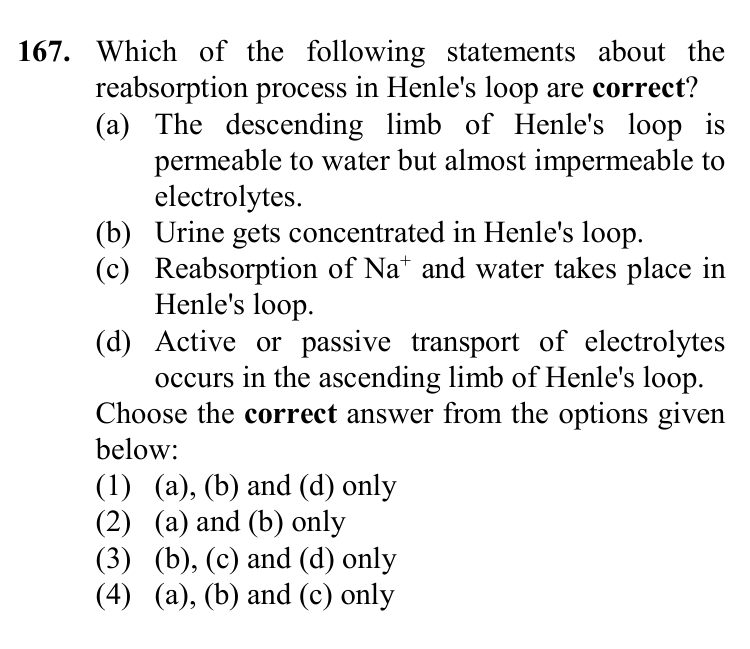 167. Which of the following statements about the
reabsorption process in Henle's loop are correct?
(a) The descending limb of Henle's loop is
permeable to water but almost impermeable to
electrolytes.
(b) Urine gets concentrated in Henle's loop.
(c) Reabsorption of Na⁺ and water takes place in
Henle's loop.
(d) Active or passive transport of electrolytes
occurs in the ascending limb of Henle's loop.
Choose the correct answer from the options given
below:
(1) (a), (b) and (d) only
(2) (a) and (b) only
(3) (b), (c) and (d) only
(4) (a), (b) and (c) only